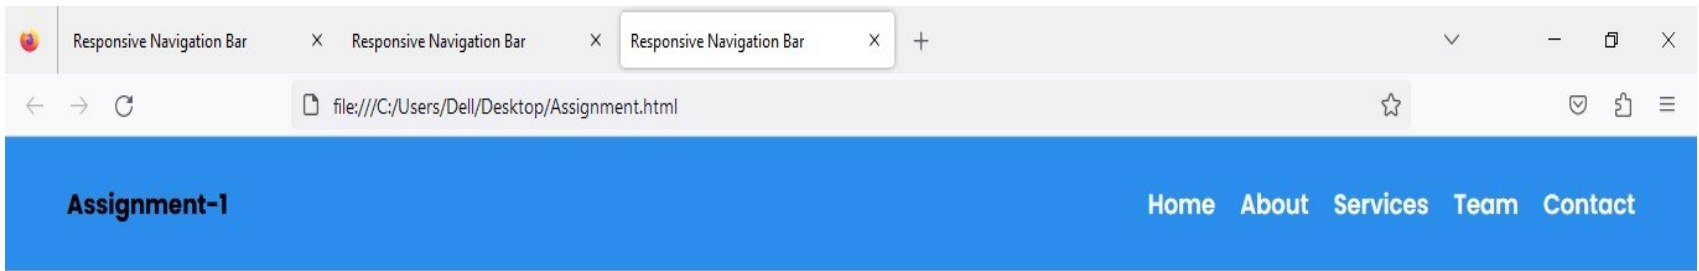 Responsive Navigation Bar Responsive Navigation Bar Responsive Navigation Bar
file:///C:/Users/Dell/Desktop/Assignment.html
Assignment-1 Home About Services Team Contact